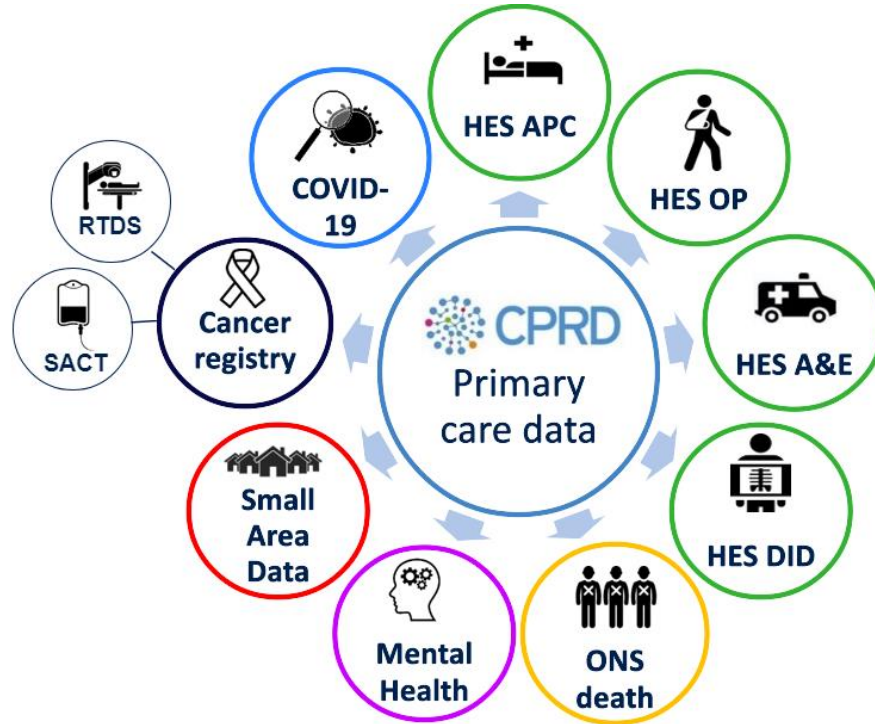 HES APC
HES OP
COVID-
19
RTDS
SACT
Cancer
registry
CPRD
Primary
care data
HES A&E
Small
Area
Data
HES DID
Mental
Health
ONS
death